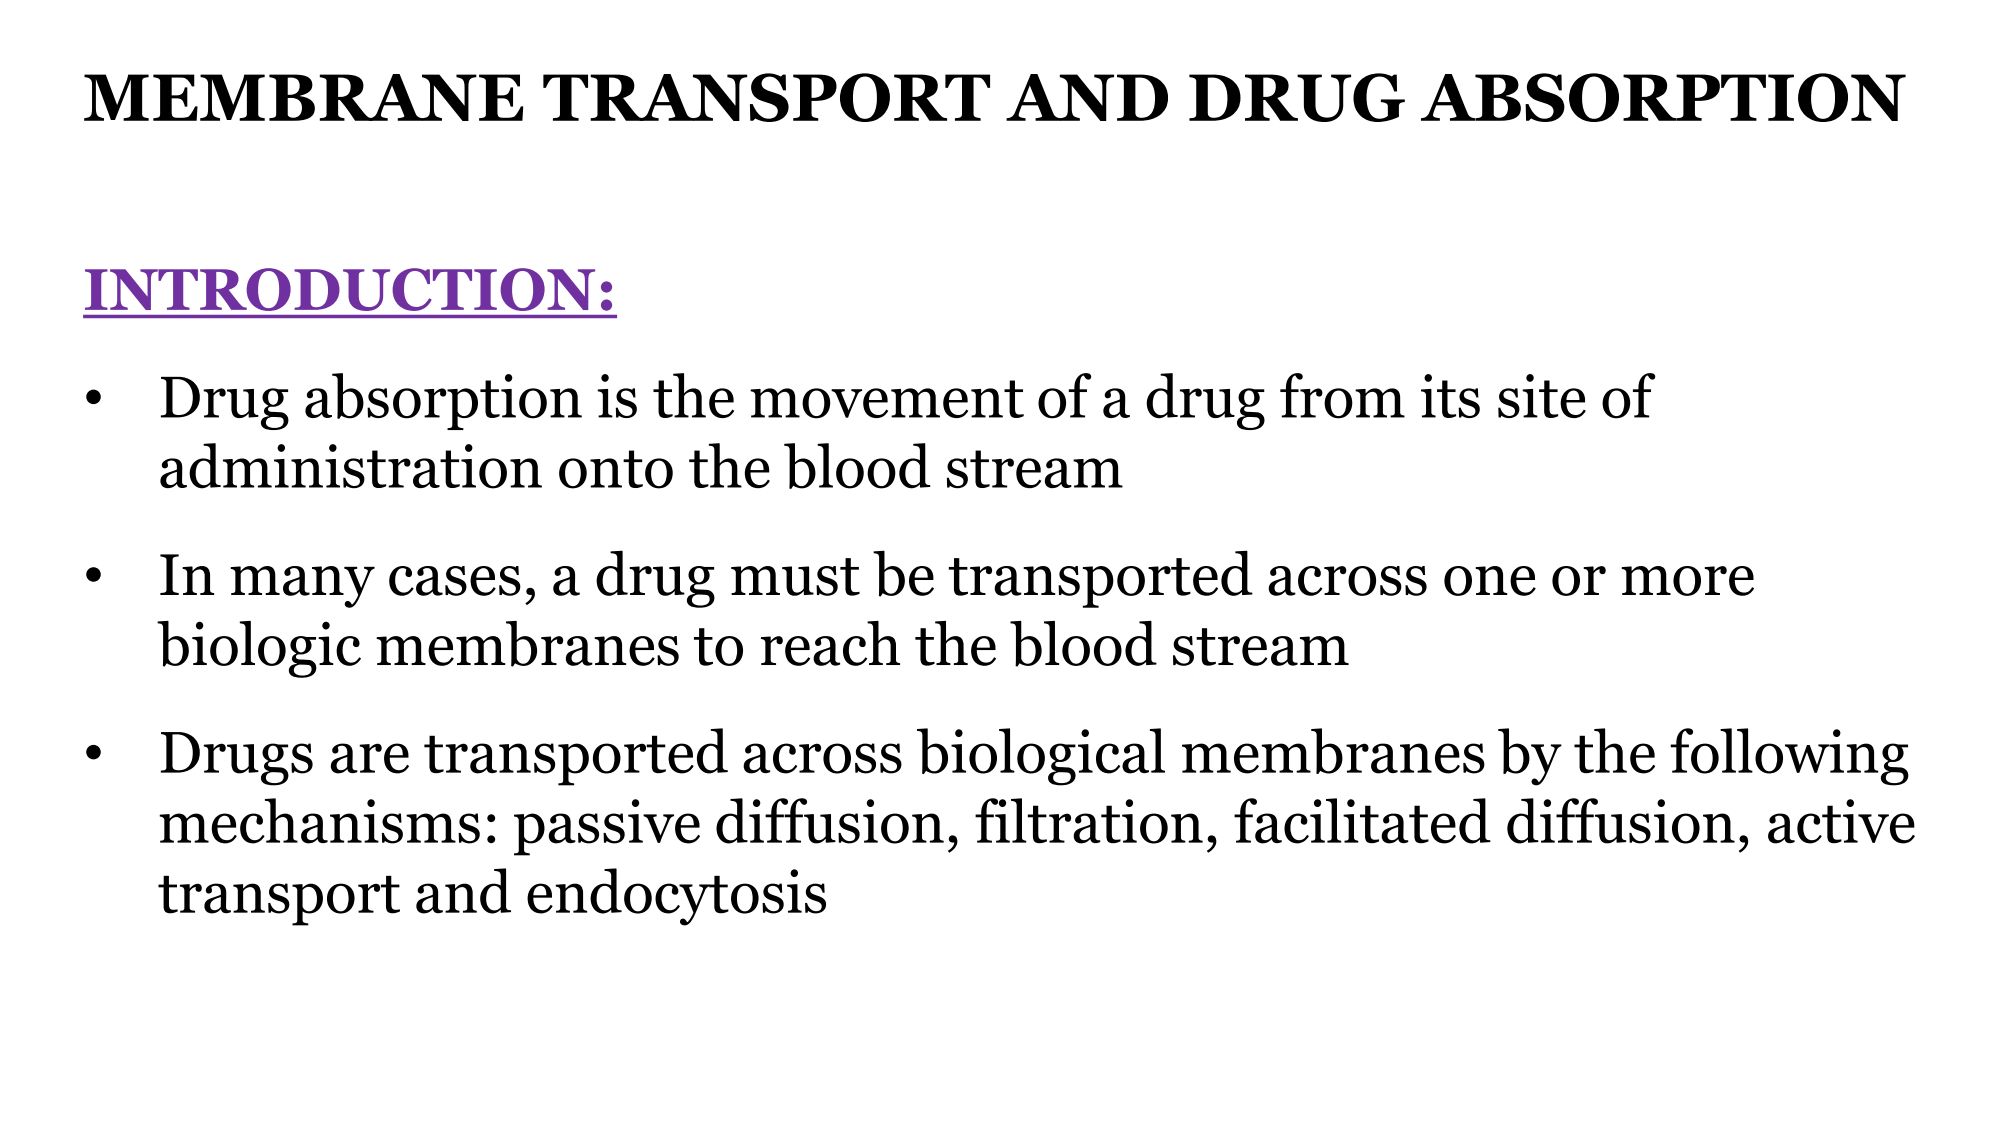 MEMBRANE TRANSPORT AND DRUG ABSORPTION
INTRODUCTION:
• Drug absorption is the movement of a drug from its site of
administration onto the blood stream
• In many cases, a drug must be transported across one or more
biologic membranes to reach the blood stream
• Drugs are transported across biological membranes by the following
mechanisms: passive diffusion, filtration, facilitated diffusion, active
transport and endocytosis